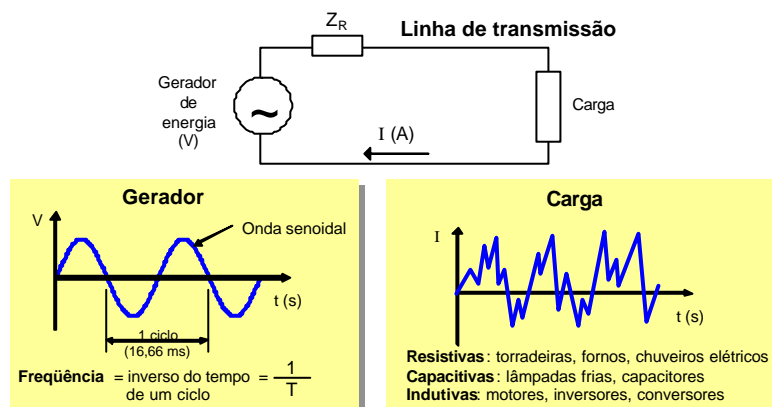 Z_R
Linha de transmissão
Gerador
de
energia
(V)
~
Carga
I (A)
Gerador
V
Onda senoidal
t (s)
1 ciclo
(16,66 ms)
Freqüência = inverso do tempo = 1
de um ciclo T
Carga
I
t (s)
Resistivas: torradeiras, fornos, chuveiros elétricos
Capacitivas: lâmpadas frias, capacitores
Indutivas: motores, inversores, conversores